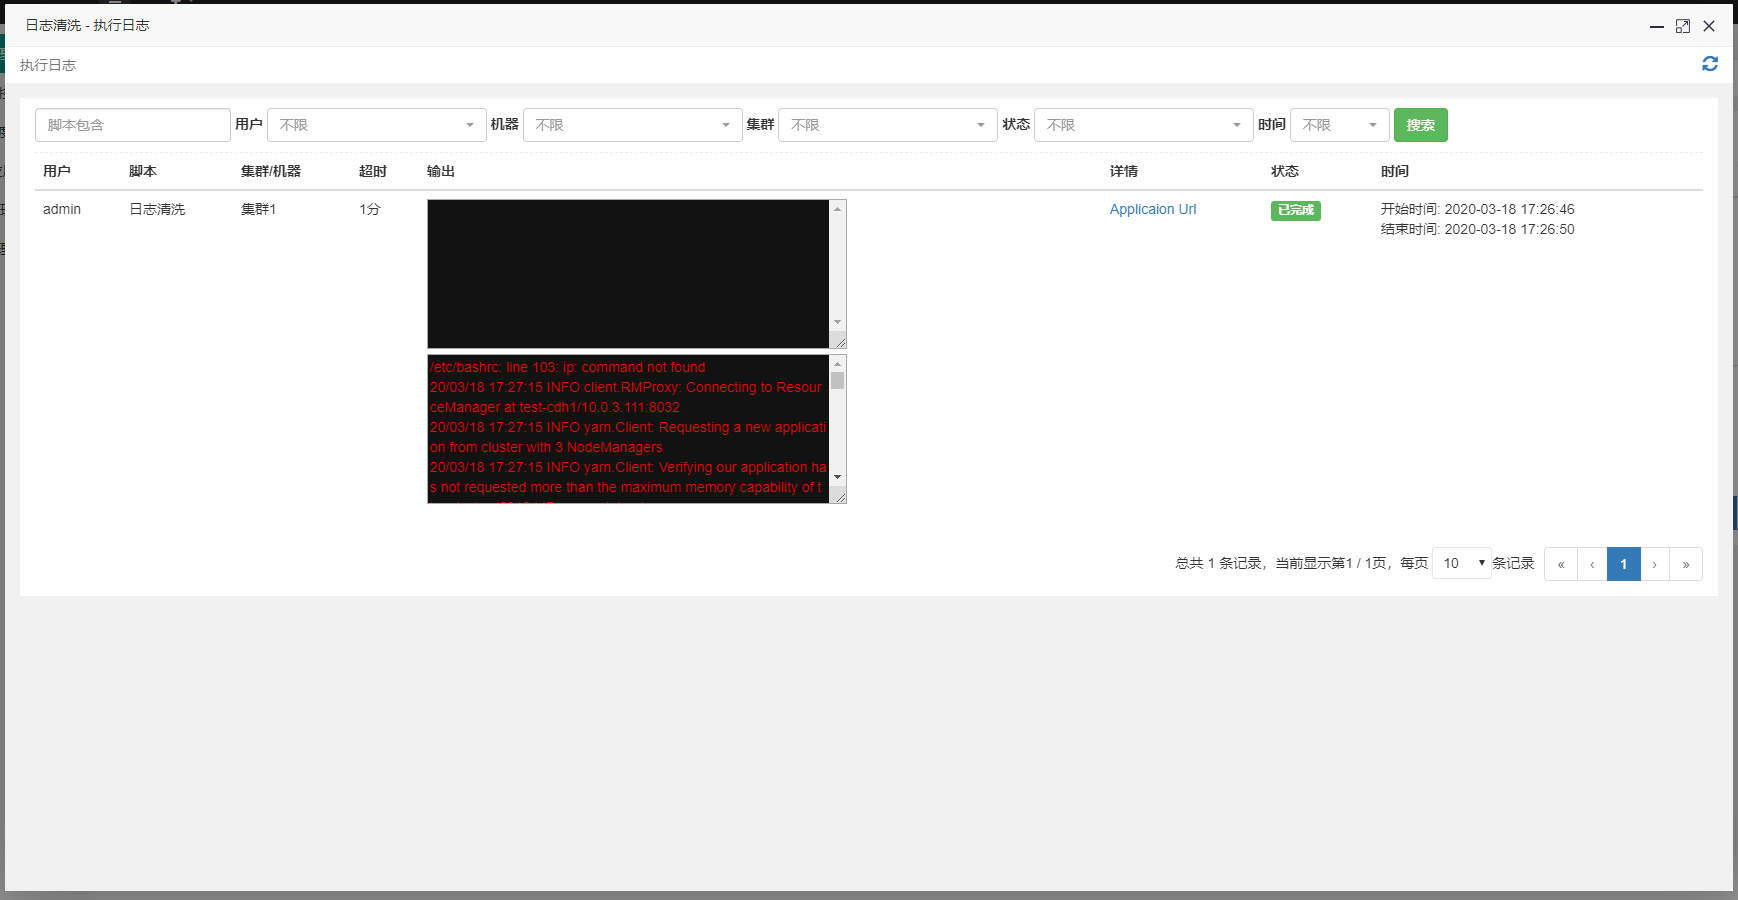 日志清洗 - 执行日志
执行日志
脚本包含 用户 不限 机器 不限 集群 不限 状态 不限 时间 不限 搜索
用户 脚本 集群/机器 超时 输出 详情 状态 时间
admin 日志清洗 集群1 1分 Applicaion Url 已完成 开始时间: 2020-03-18 17:26:46
结束时间: 2020-03-18 17:26:50
/etc/bashrc: line 103: lp: command not found
20/03/18 17:27:15 INFO client.RMProxy: Connecting to Resour
ceManager at test-cdh1/10.0.3.111:8032
20/03/18 17:27:15 INFO yarn.Client: Requesting a new applicati
on from cluster with 3 NodeManagers
20/03/18 17:27:15 INFO yarn.Client: Verifying our application ha
s not requested more than the maximum memory capability of t
总共 1 条记录，当前显示第1 / 1页，每页 10 条记录 « ‹ 1 › »